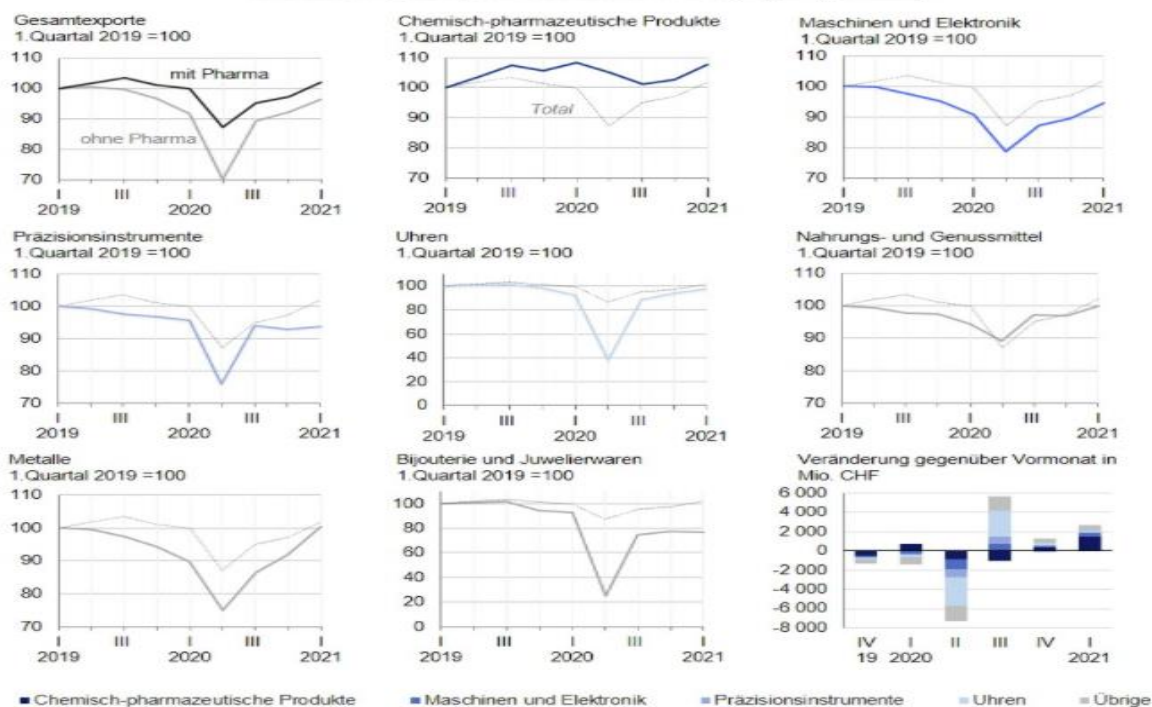 Gesamtexporte
1.Quartal 2019 =100
110
100
90
80
70
mit Pharma
ohne Pharma
I III I III I
2019 2020 2021
Chemisch-pharmazeutische Produkte
1.Quartal 2019 =100
110
100
90
80
70
Total
I III I III I
2019 2020 2021
Maschinen und Elektronik
1.Quartal 2019 =100
110
100
90
80
70
I III I III I
2019 2020 2021
Präzisionsinstrumente
1.Quartal 2019 =100
110
100
90
80
70
I III I III I
2019 2020 2021
Uhren
1.Quartal 2019 =100
100
80
60
40
20
0
I III I III I
2019 2020 2021
Nahrungs- und Genussmittel
1.Quartal 2019 =100
110
100
90
80
70
I III I III I
2019 2020 2021
Metalle
1.Quartal 2019 =100
110
100
90
80
70
I III I III I
2019 2020 2021
Bijouterie und Juwelierwaren
1.Quartal 2019 =100
100
80
60
40
20
0
I III I III I
2019 2020 2021
Veränderung gegenüber Vormonat in
Mio. CHF
6 000
4 000
2 000
0
-2 000
-4 000
-6 000
-8 000
IV I II III IV I
19 2020 2021
Chemisch-pharmazeutische Produkte Maschinen und Elektronik Präzisionsinstrumente Uhren Übrige